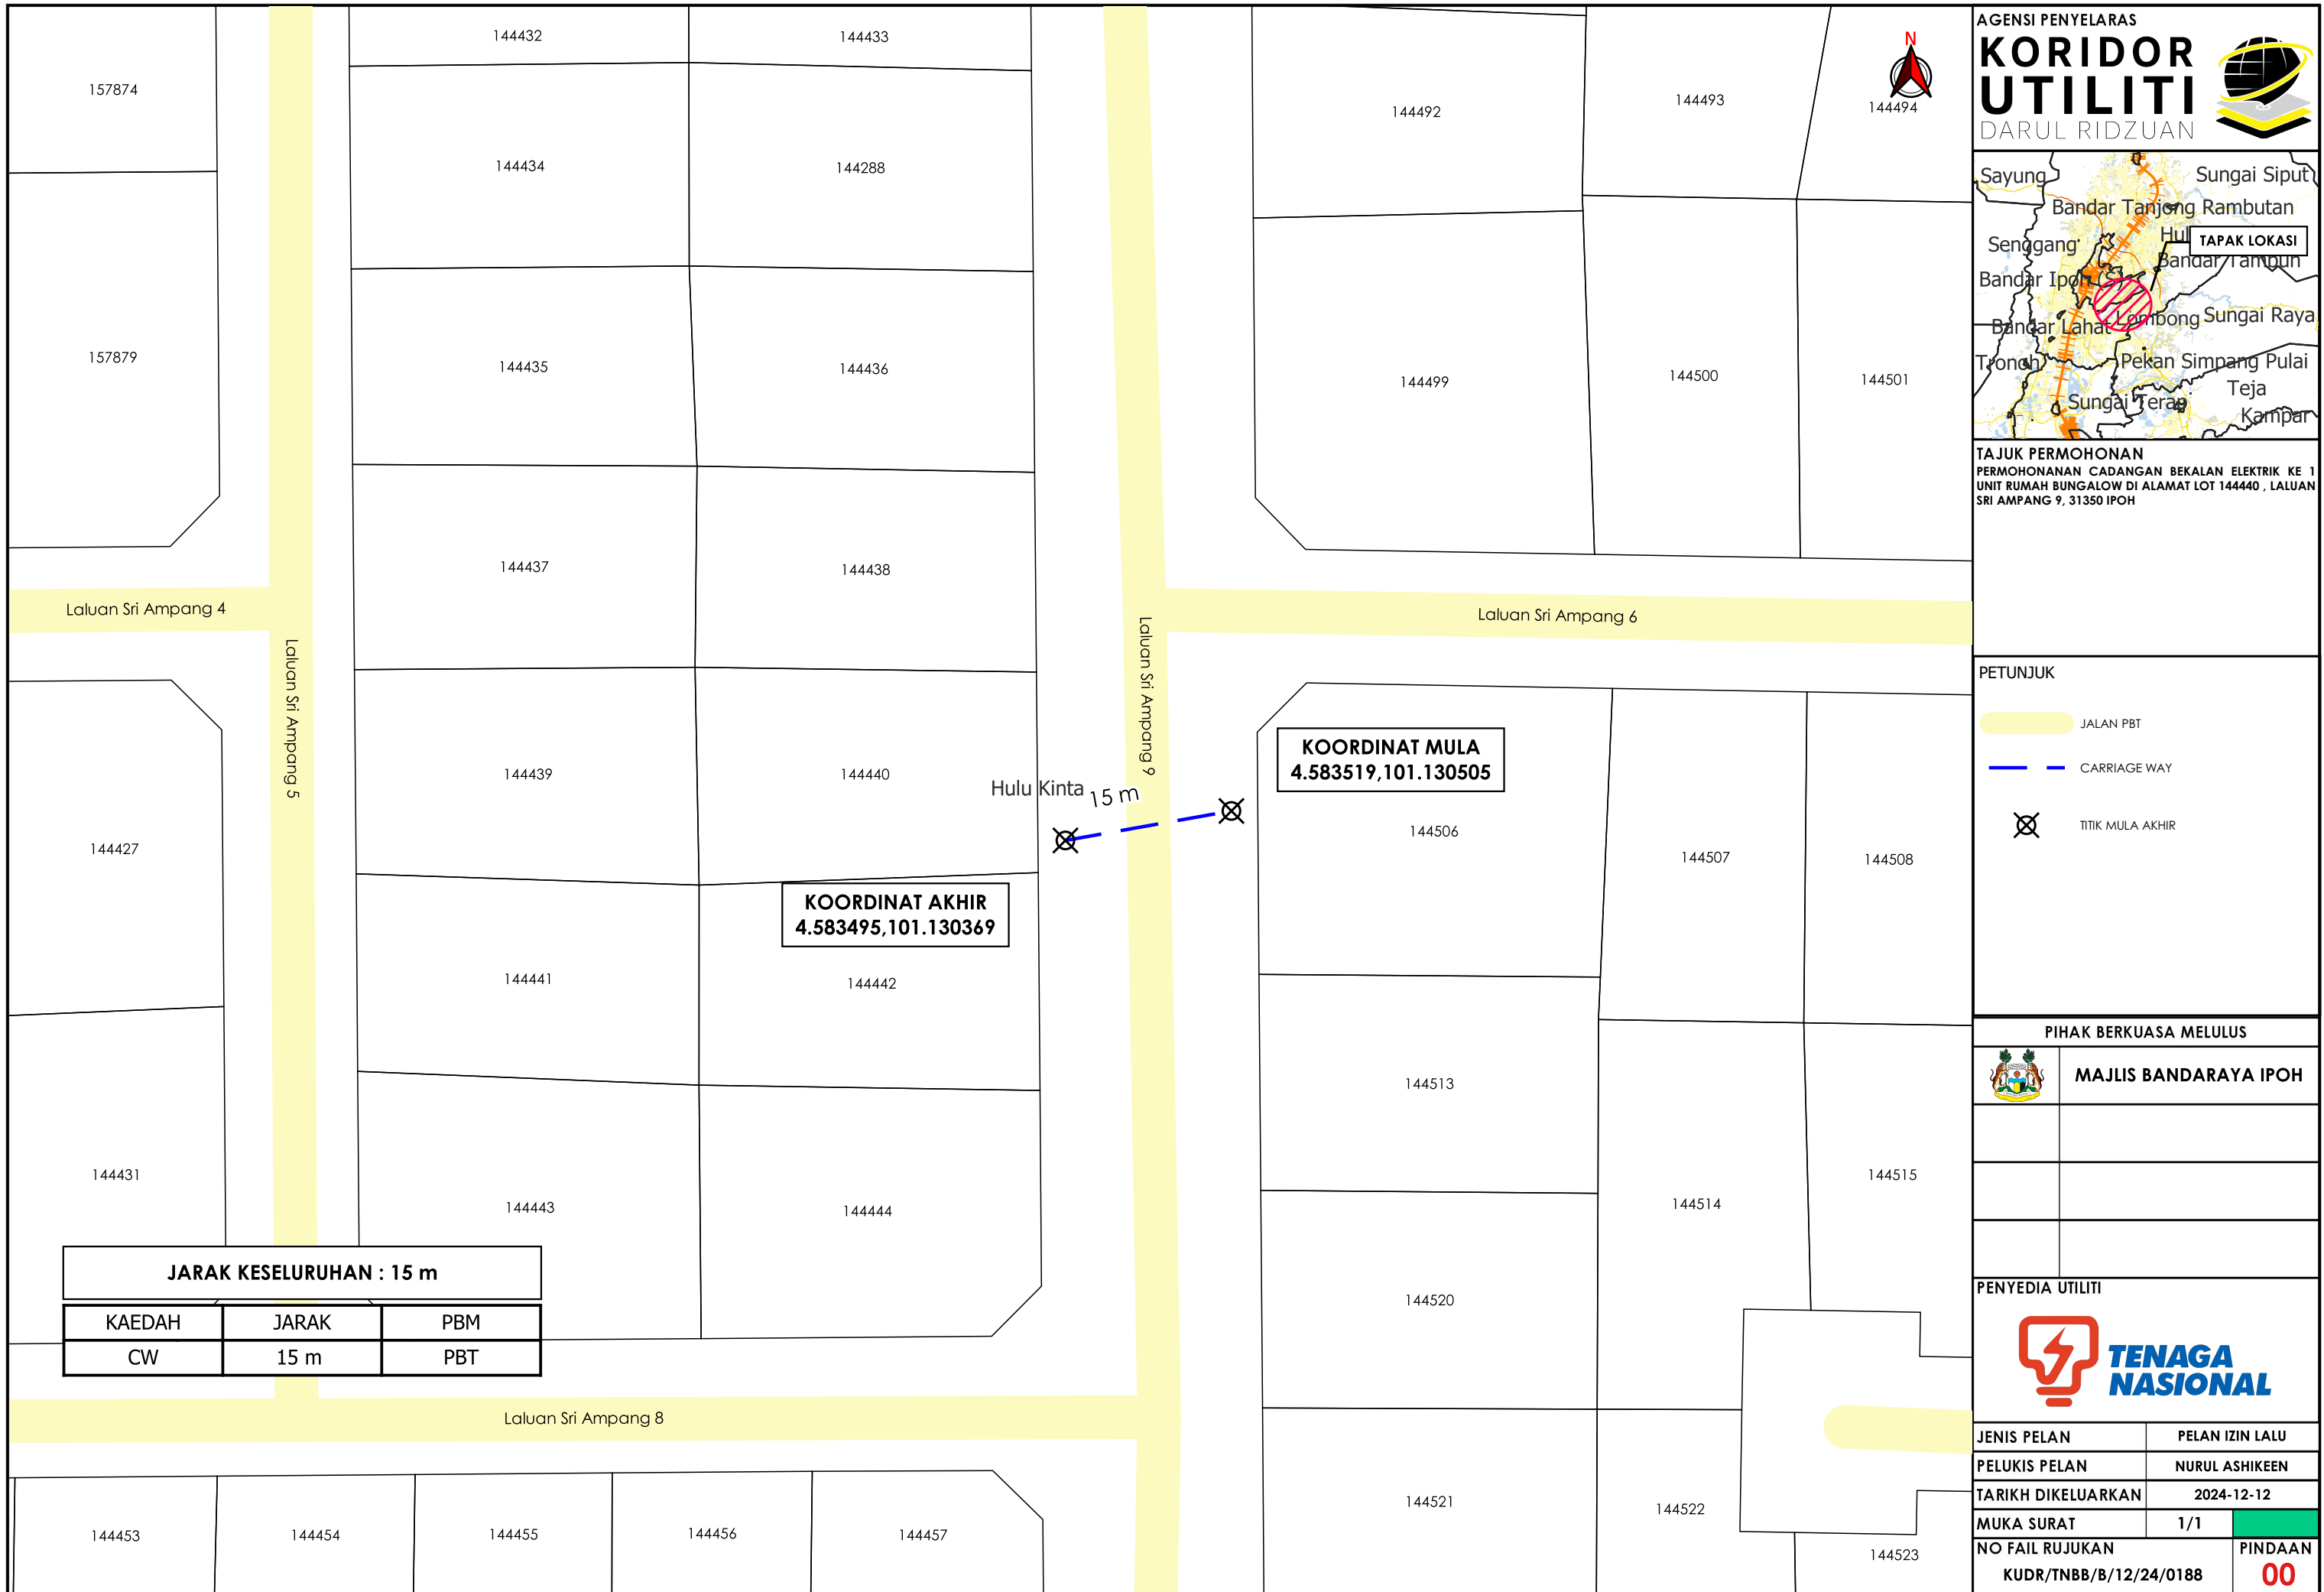 144432
144433
157874
144492
144493
144494
N
144434
144288
157879
144435
144436
144499
144500
144501
144437
144438
Laluan Sri Ampang 4
Laluan Sri Ampang 6
Laluan Sri Ampang 5
Laluan Sri Ampang 9
KOORDINAT MULA
4.583519,101.130505
144439
144440
Hulu Kinta
15 m
144427
144506
144507
144508
KOORDINAT AKHIR
4.583495,101.130369
144441
144442
144513
144431
144443
144444
144514
144515
JARAK KESELURUHAN : 15 m
KAEDAH JARAK PBM
CW 15 m PBT
144520
Laluan Sri Ampang 8
144521
144522
144523
144453
144454
144455
144456
144457
AGENSI PENYELARAS
KORIDOR
UTILITI
DARUL RIDZUAN
Sayung
Sungai Siput
Bandar Tanjong Rambutan
Senggang
Hul
TAPAK LOKASI
Bandar Tambun
Bandar Ipoh (S)
Bandar Lahat
Lombong
Sungai Raya
Tronoh
Pekan Simpang Pulai
Teja
Sungai Terap
Kampar
TAJUK PERMOHONAN
PERMOHONANAN CADANGAN BEKALAN ELEKTRIK KE 1
UNIT RUMAH BUNGALOW DI ALAMAT LOT 144440 , LALUAN
SRI AMPANG 9, 31350 IPOH
PETUNJUK
JALAN PBT
CARRIAGE WAY
TITIK MULA AKHIR
PIHAK BERKUASA MELULUS
MAJLIS BANDARAYA IPOH
PENYEDIA UTILITI
TENAGA
NASIONAL
JENIS PELAN PELAN IZIN LALU
PELUKIS PELAN NURUL ASHIKEEN
TARIKH DIKELUARKAN 2024-12-12
MUKA SURAT 1/1
NO FAIL RUJUKAN PINDAAN
KUDR/TNBB/B/12/24/0188 00